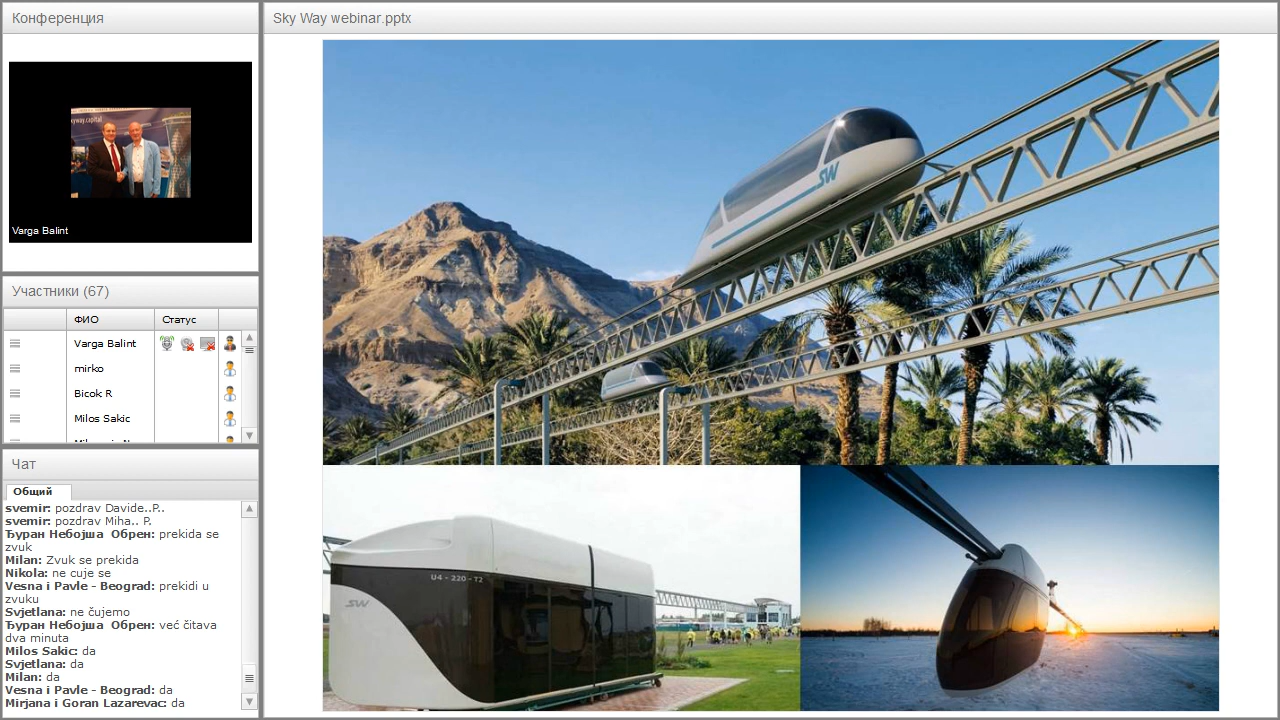 Конференция
yway.capital
Varga Balint
Участники (67)
ФИО Статус
Varga Balint
mirko
Bicok R
Milos Sakic
Чат
Общий
svemir: pozdrav Davide..P..
svemir: pozdrav Miha.. P.
Ђуран Небојша Обрен: prekida se
zvuk
Milan: Zvuk se prekida
Nikola: ne cuje se
Vesna i Pavle - Beograd: prekidi u
zvuku
Svjetlana: ne čujemo
Ђуран Небојша Обрен: već čitava
dva minuta
Milos Sakic: da
Svjetlana: da
Milan: da
Vesna i Pavle - Beograd: da
Mirjana i Goran Lazarevac: da
Sky Way webinar.pptx
SW
U4 - 220 - T2
SW